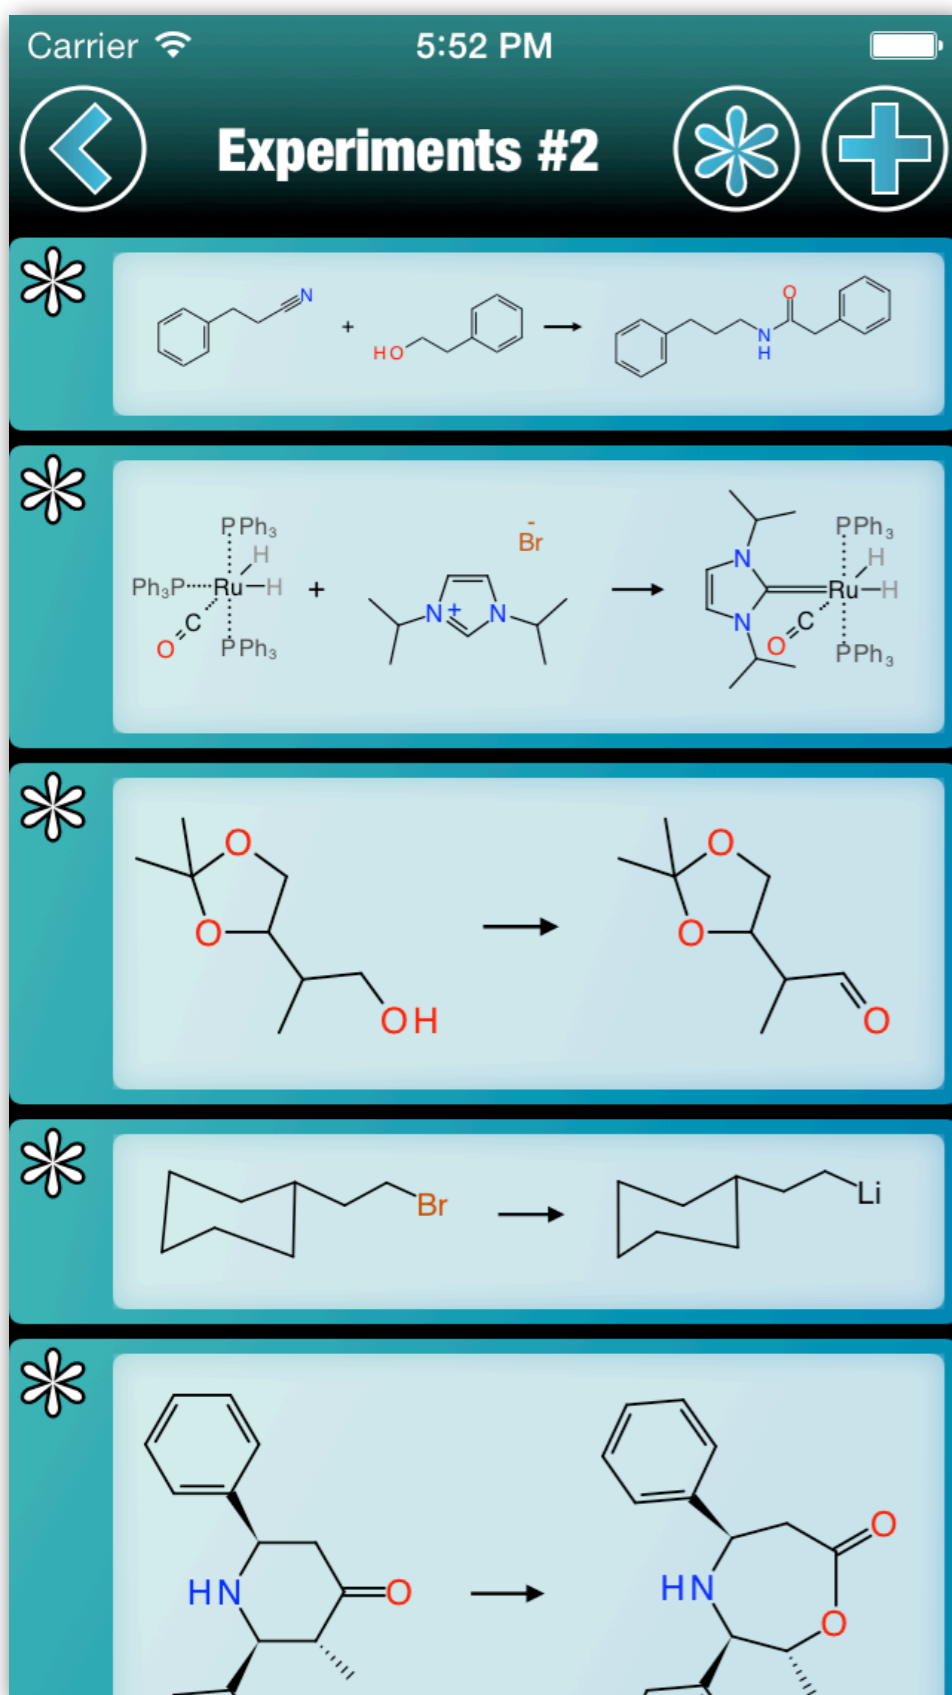 Carrier 5:52 PM
Experiments #2
N
+
HO
O
N
H
PPh3
H
Ph3P Ru H
C
O
PPh3
+
Br
-
N+ N
N
N
PPh3
H
Ru H
C
O
PPh3
O
O
OH
O
O
O
Br
Li
HN
O
HN
O
O